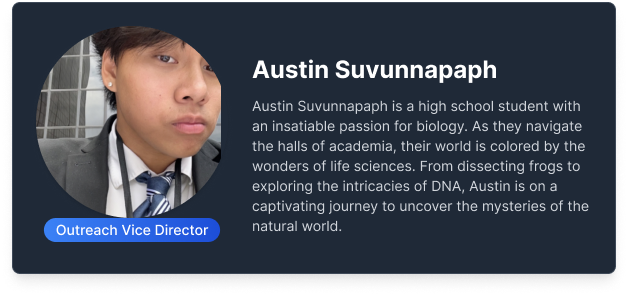 Austin Suvunnapaph
Austin Suvunnapaph is a high school student with
an insatiable passion for biology. As they navigate
the halls of academia, their world is colored by the
wonders of life sciences. From dissecting frogs to
exploring the intricacies of DNA, Austin is on a
captivating journey to uncover the mysteries of the
natural world.
Outreach Vice Director